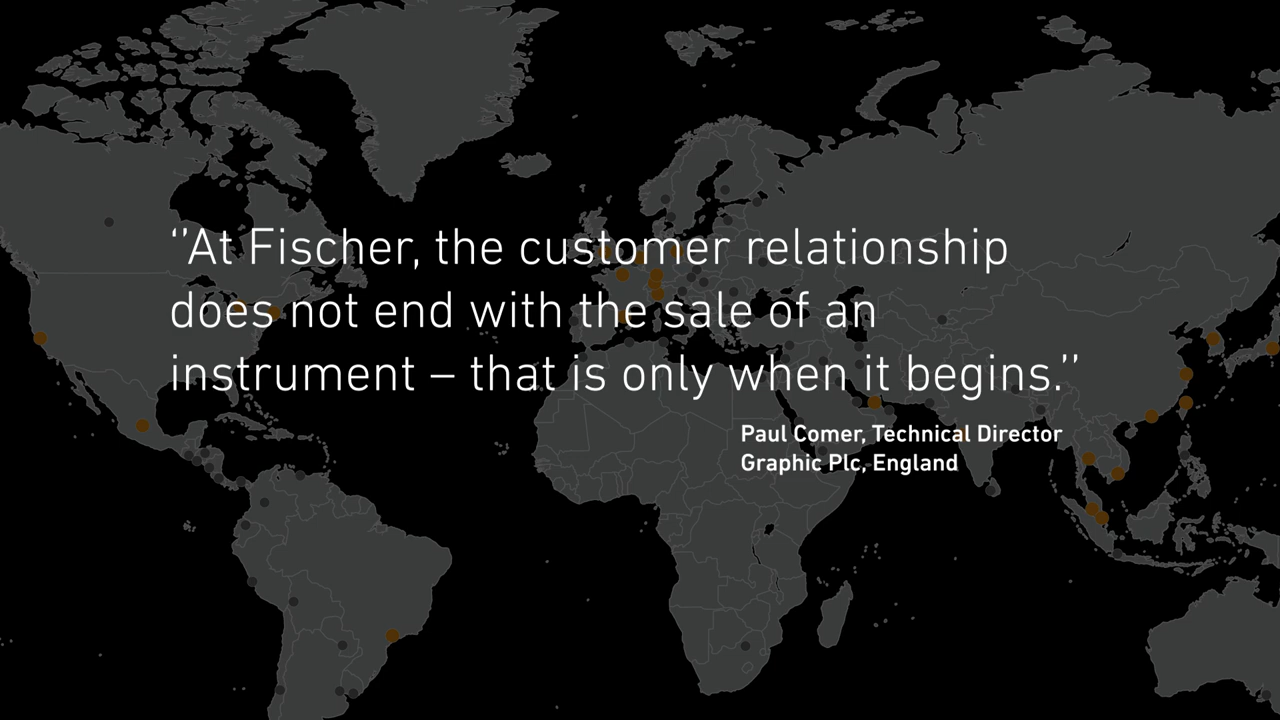 ‘’At Fischer, the customer relationship
does not end with the sale of an
instrument – that is only when it begins.’’
Paul Comer, Technical Director
Graphic Plc, England